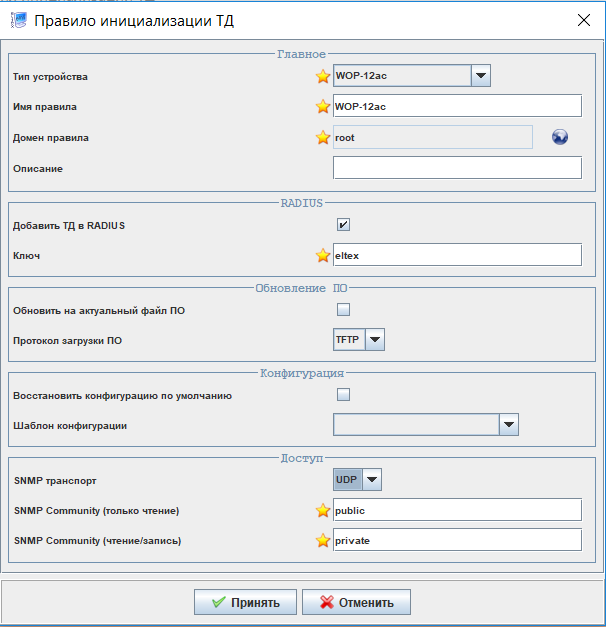 Правило инициализации ТД
Главное
Тип устройства WOP-12ac
Имя правила WOP-12ac
Домен правила root
Описание
RADIUS
Добавить ТД в RADIUS
Ключ eltex
Обновление ПО
Обновить на актуальный файл ПО
Протокол загрузки ПО TFTP
Конфигурация
Восстановить конфигурацию по умолчанию
Шаблон конфигурации
Доступ
SNMP транспорт UDP
SNMP Community (только чтение) public
SNMP Community (чтение/запись) private
Принять Отменить